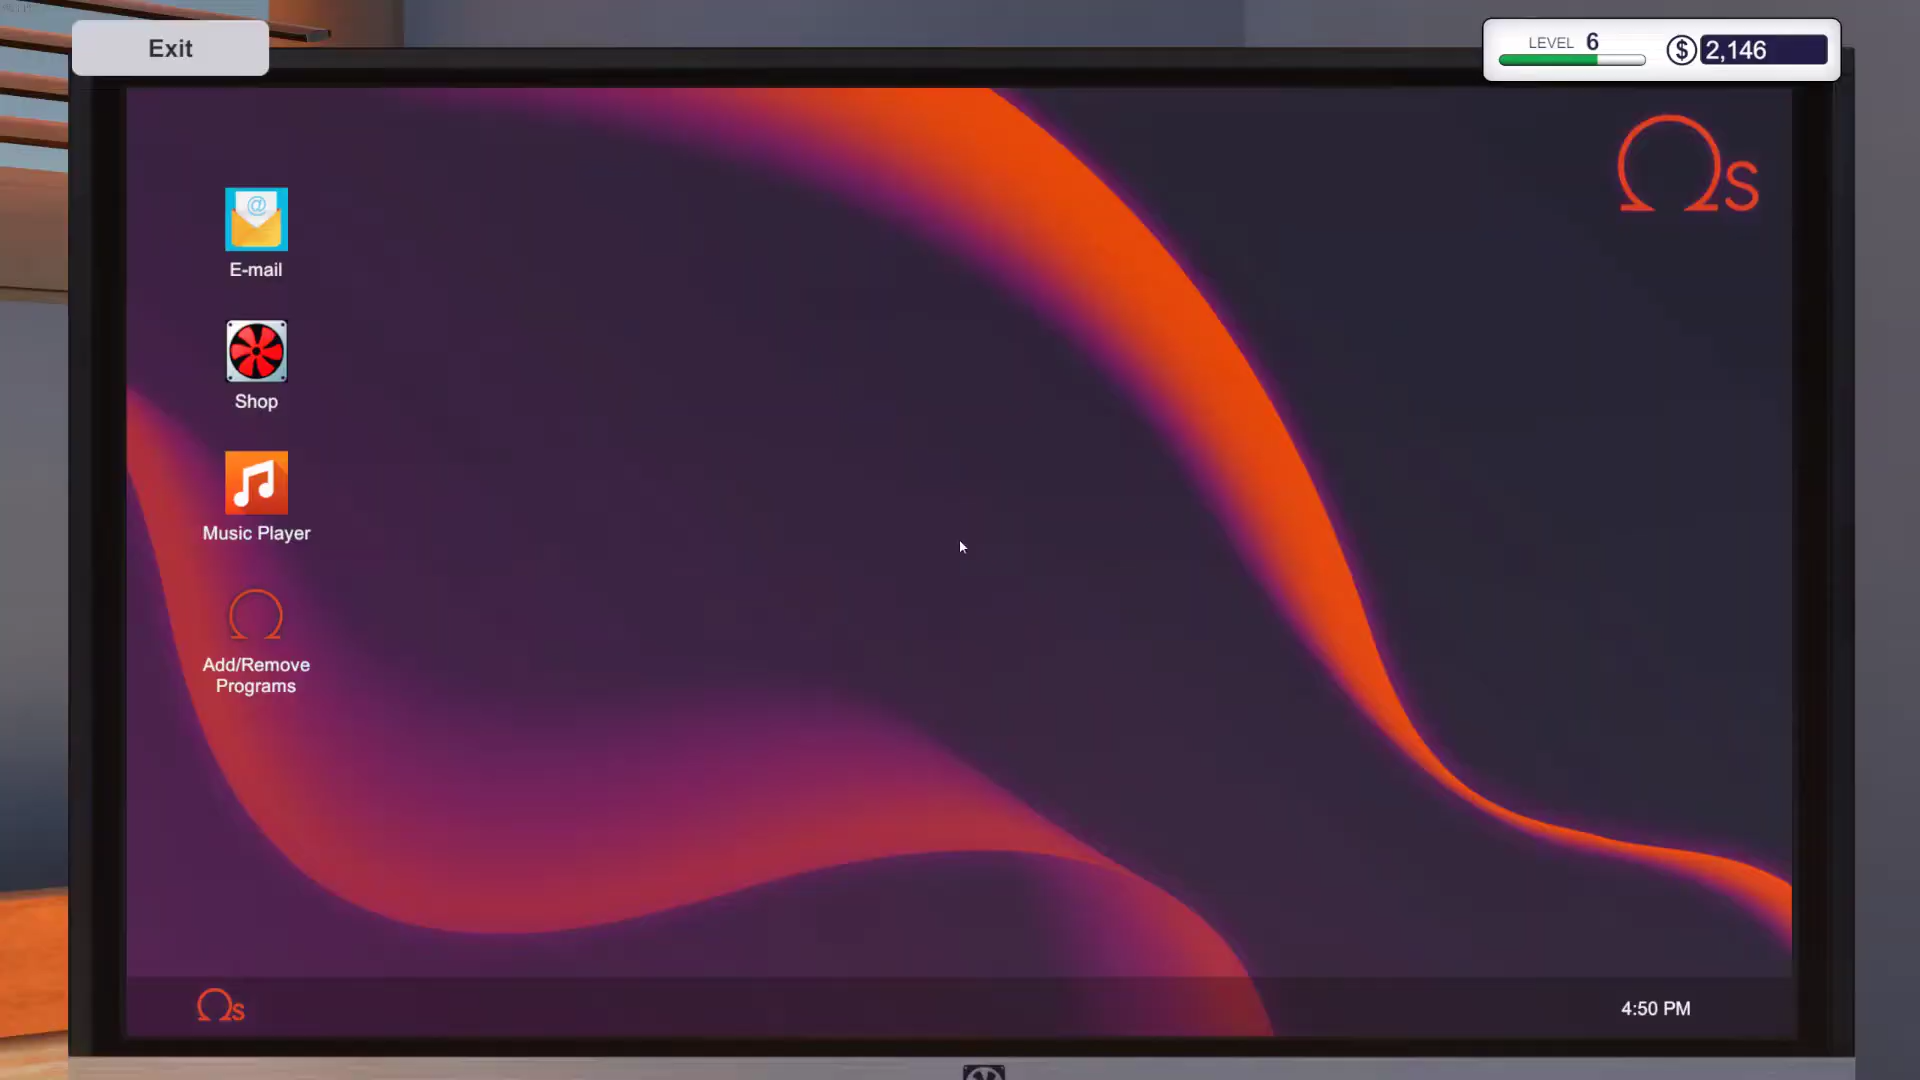 Exit
LEVEL 6
$ 2,146
Ωs
E-mail
Shop
Music Player
Add/Remove
Programs
Ωs
4:50 PM